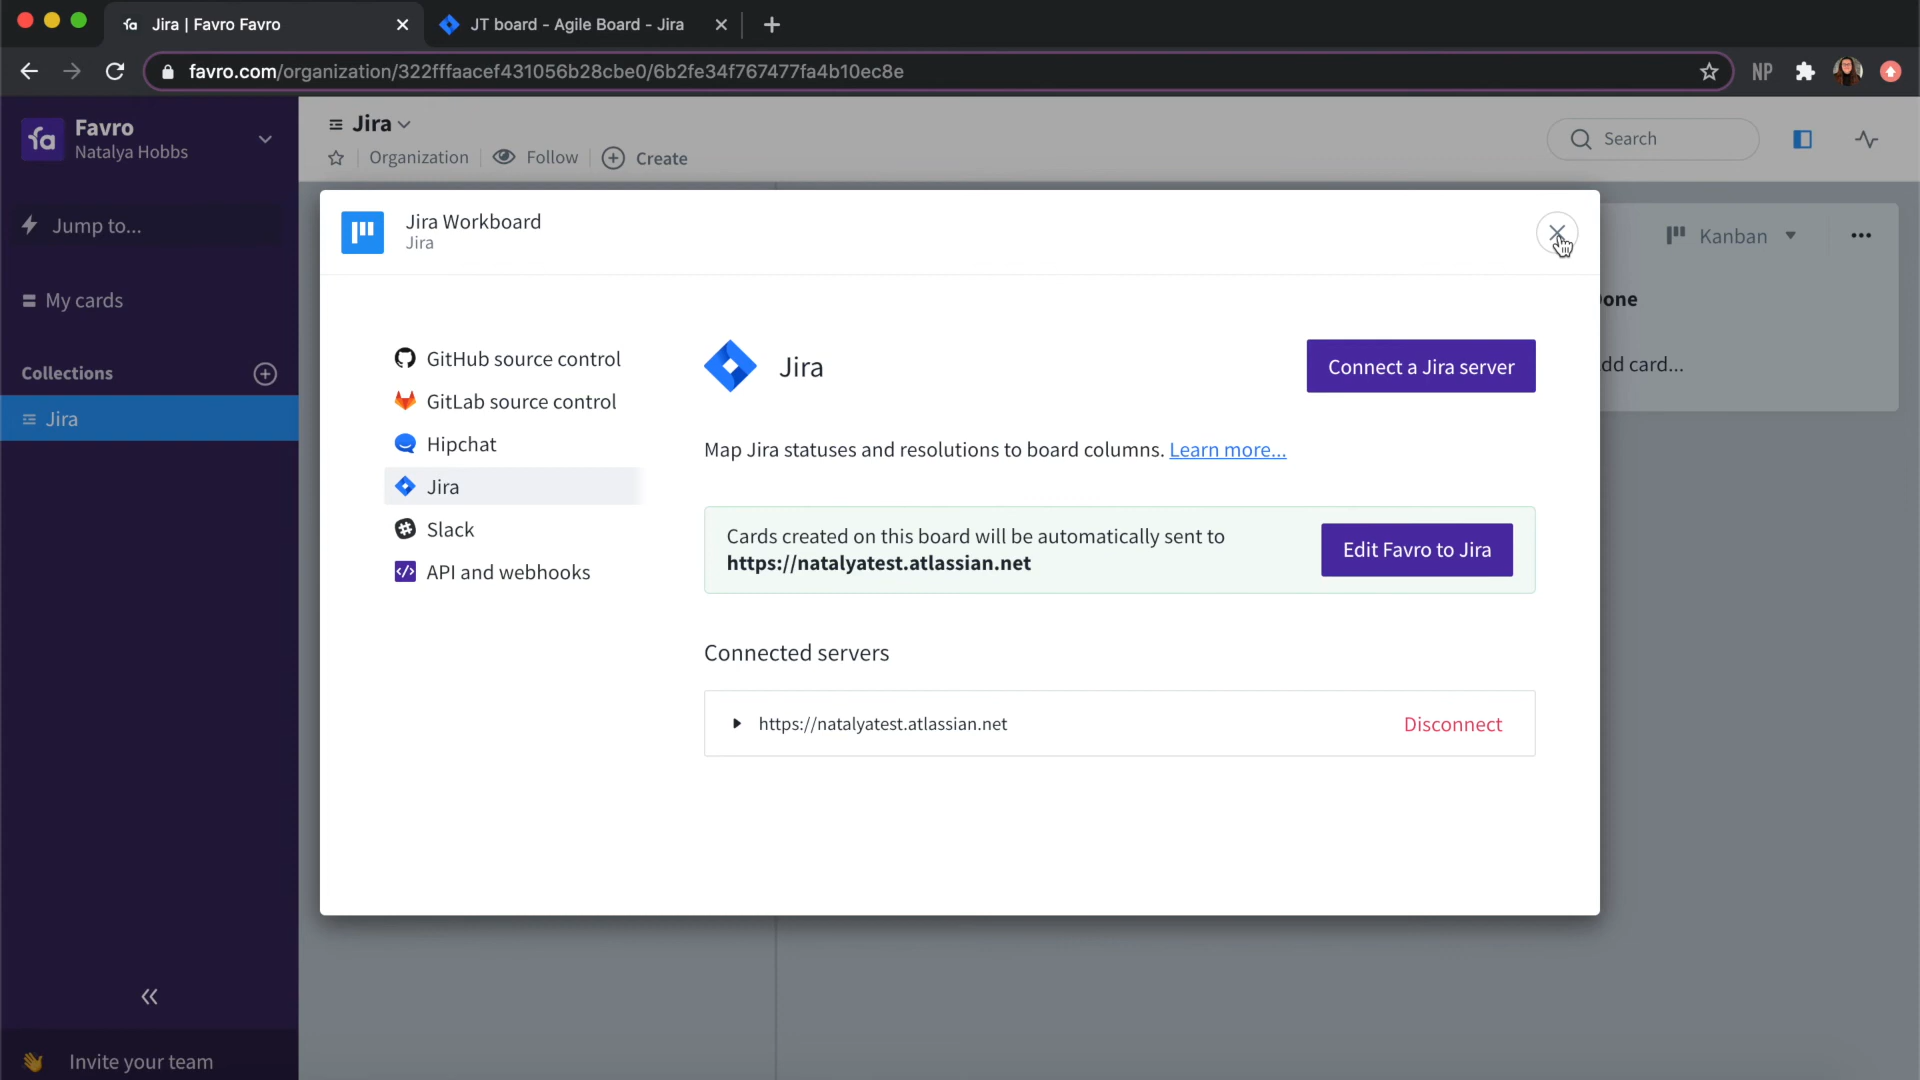 Jira | Favro Favro
JT board - Agile Board - Jira
favro.com/organization/322fffaacef431056b28cbe0/6b2fe34f767477fa4b10ec8e
NP
Favro
Natalya Hobbs
Jump to...
My cards
Collections
Jira
Invite your team
Jira
Organization
Follow
Create
Search
Kanban
one
dd card...
Jira Workboard
Jira
GitHub source control
GitLab source control
Hipchat
Jira
Slack
API and webhooks
Jira
Connect a Jira server
Map Jira statuses and resolutions to board columns. Learn more...
Cards created on this board will be automatically sent to
https://natalyatest.atlassian.net
Edit Favro to Jira
Connected servers
https://natalyatest.atlassian.net
Disconnect